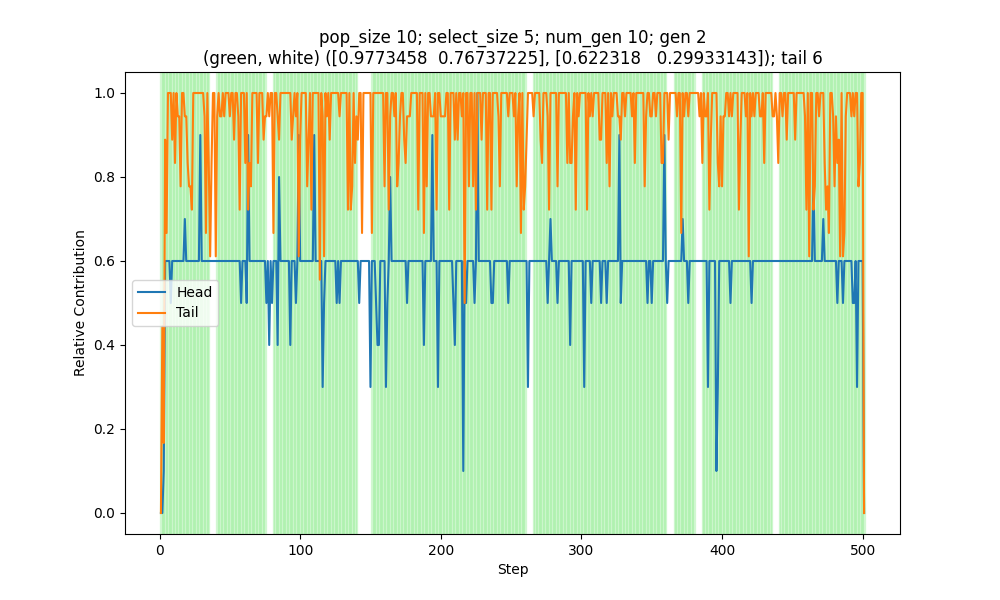 pop_size 10; select_size 5; num_gen 10; gen 2
(green, white) ([0.9773458  0.76737225], [0.622318   0.29933143]); tail 6
Relative Contribution
1.0
0.8
0.6
0.4
0.2
0.0
Head
Tail
0 100 200 300 400 500
Step